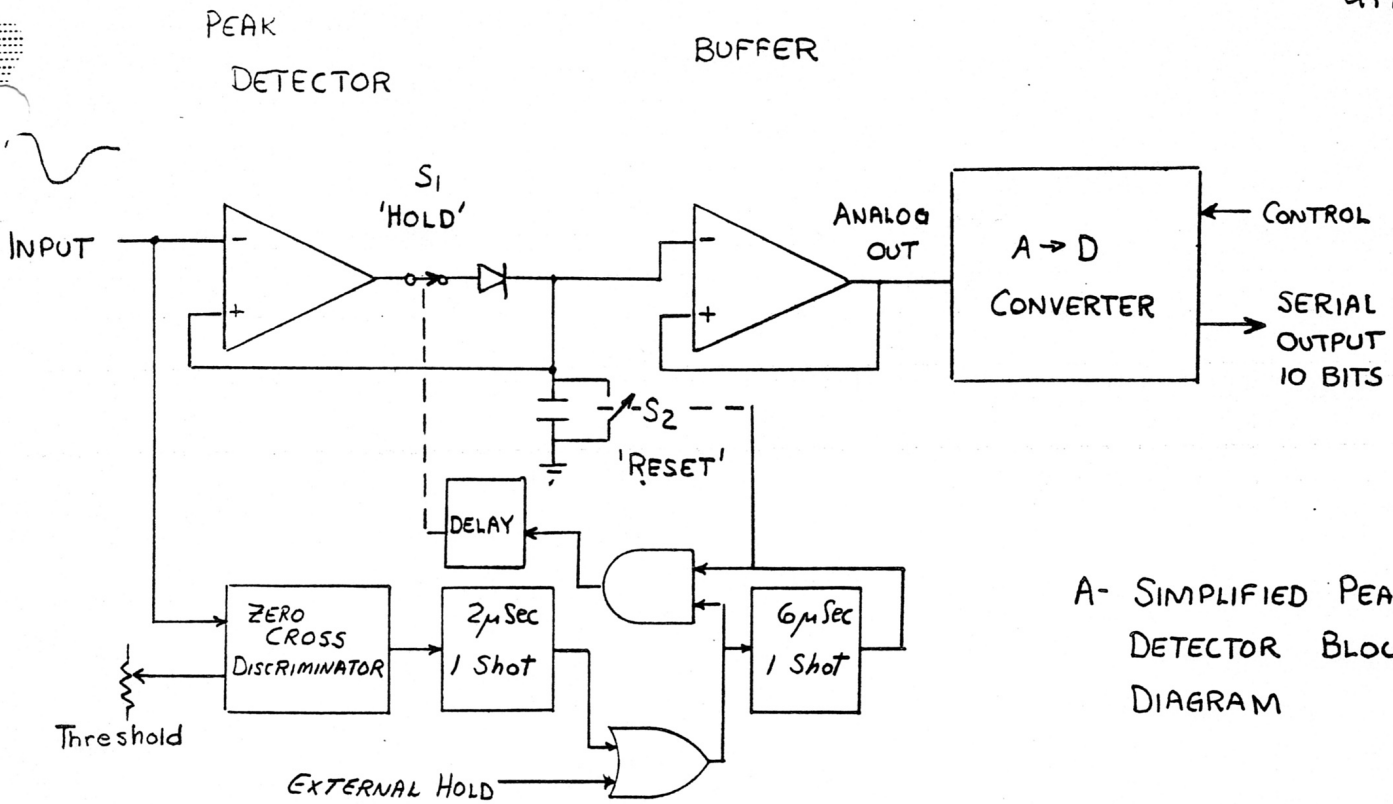 PEAK
DETECTOR
BUFFER
S1
'HOLD'
INPUT
-
+
-
+
ANALOG
OUT
A → D
CONVERTER
CONTROL
SERIAL
OUTPUT
10 BITS
S2
'RESET'
DELAY
ZERO
CROSS
DISCRIMINATOR
2μSec
1 Shot
6μSec
1 Shot
Threshold
EXTERNAL HOLD
A- SIMPLIFIED PEA
DETECTOR BLOC
DIAGRAM